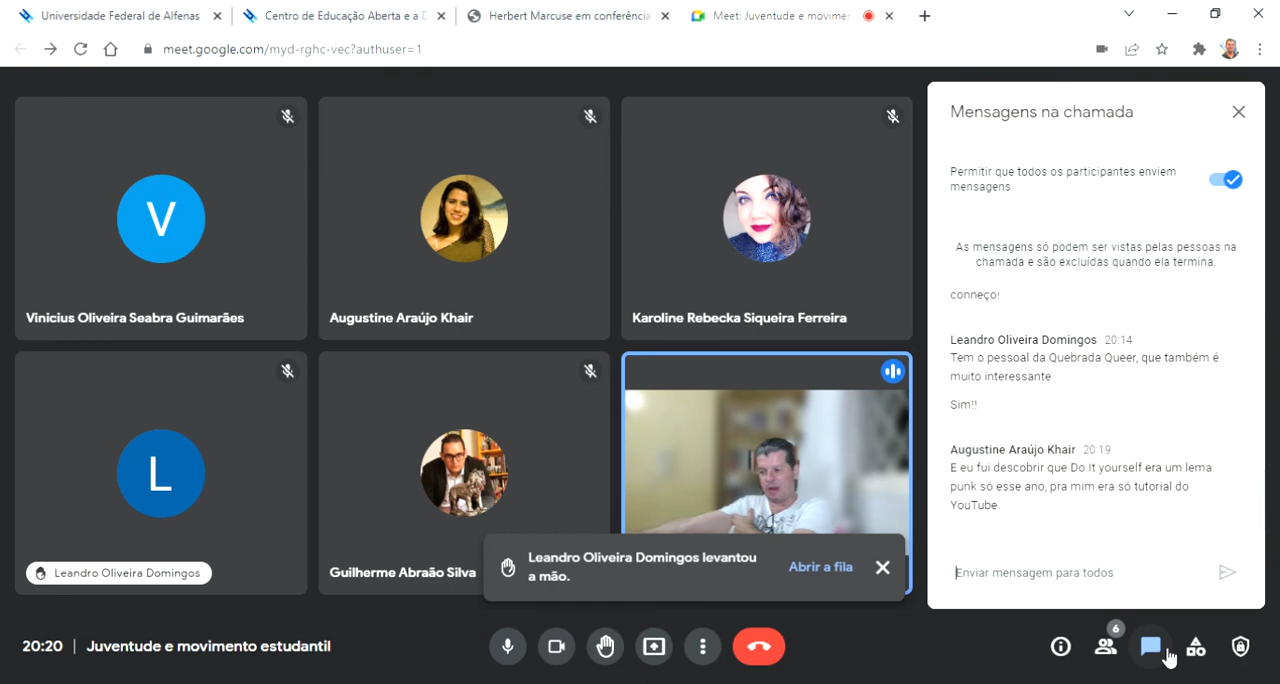 Universidade Federal de Alfenas
Centro de Educação Aberta e a D
Herbert Marcuse em conferência
Meet: Juventude e movimen
meet.google.com/myd-rghc-vec?authuser=1
V
Vinicius Oliveira Seabra Guimarães
Augustine Araújo Khair
Karoline Rebecka Siqueira Ferreira
L
Leandro Oliveira Domingos
Guilherme Abraão Silva
Leandro Oliveira Domingos levantou
a mão.
Abrir a fila
Mensagens na chamada
Permitir que todos os participantes enviem
mensagens
As mensagens só podem ser vistas pelas pessoas na
chamada e são excluídas quando ela termina.
conneço!
Leandro Oliveira Domingos 20:14
Tem o pessoal da Quebrada Queer, que também é
muito interessante
Sim!!
Augustine Araújo Khair 20:19
E eu fui descobrir que Do It yourself era um lema
punk só esse ano, pra mim era só tutorial do
YouTube.
Enviar mensagem para todos
20:20 | Juventude e movimento estudantil
6